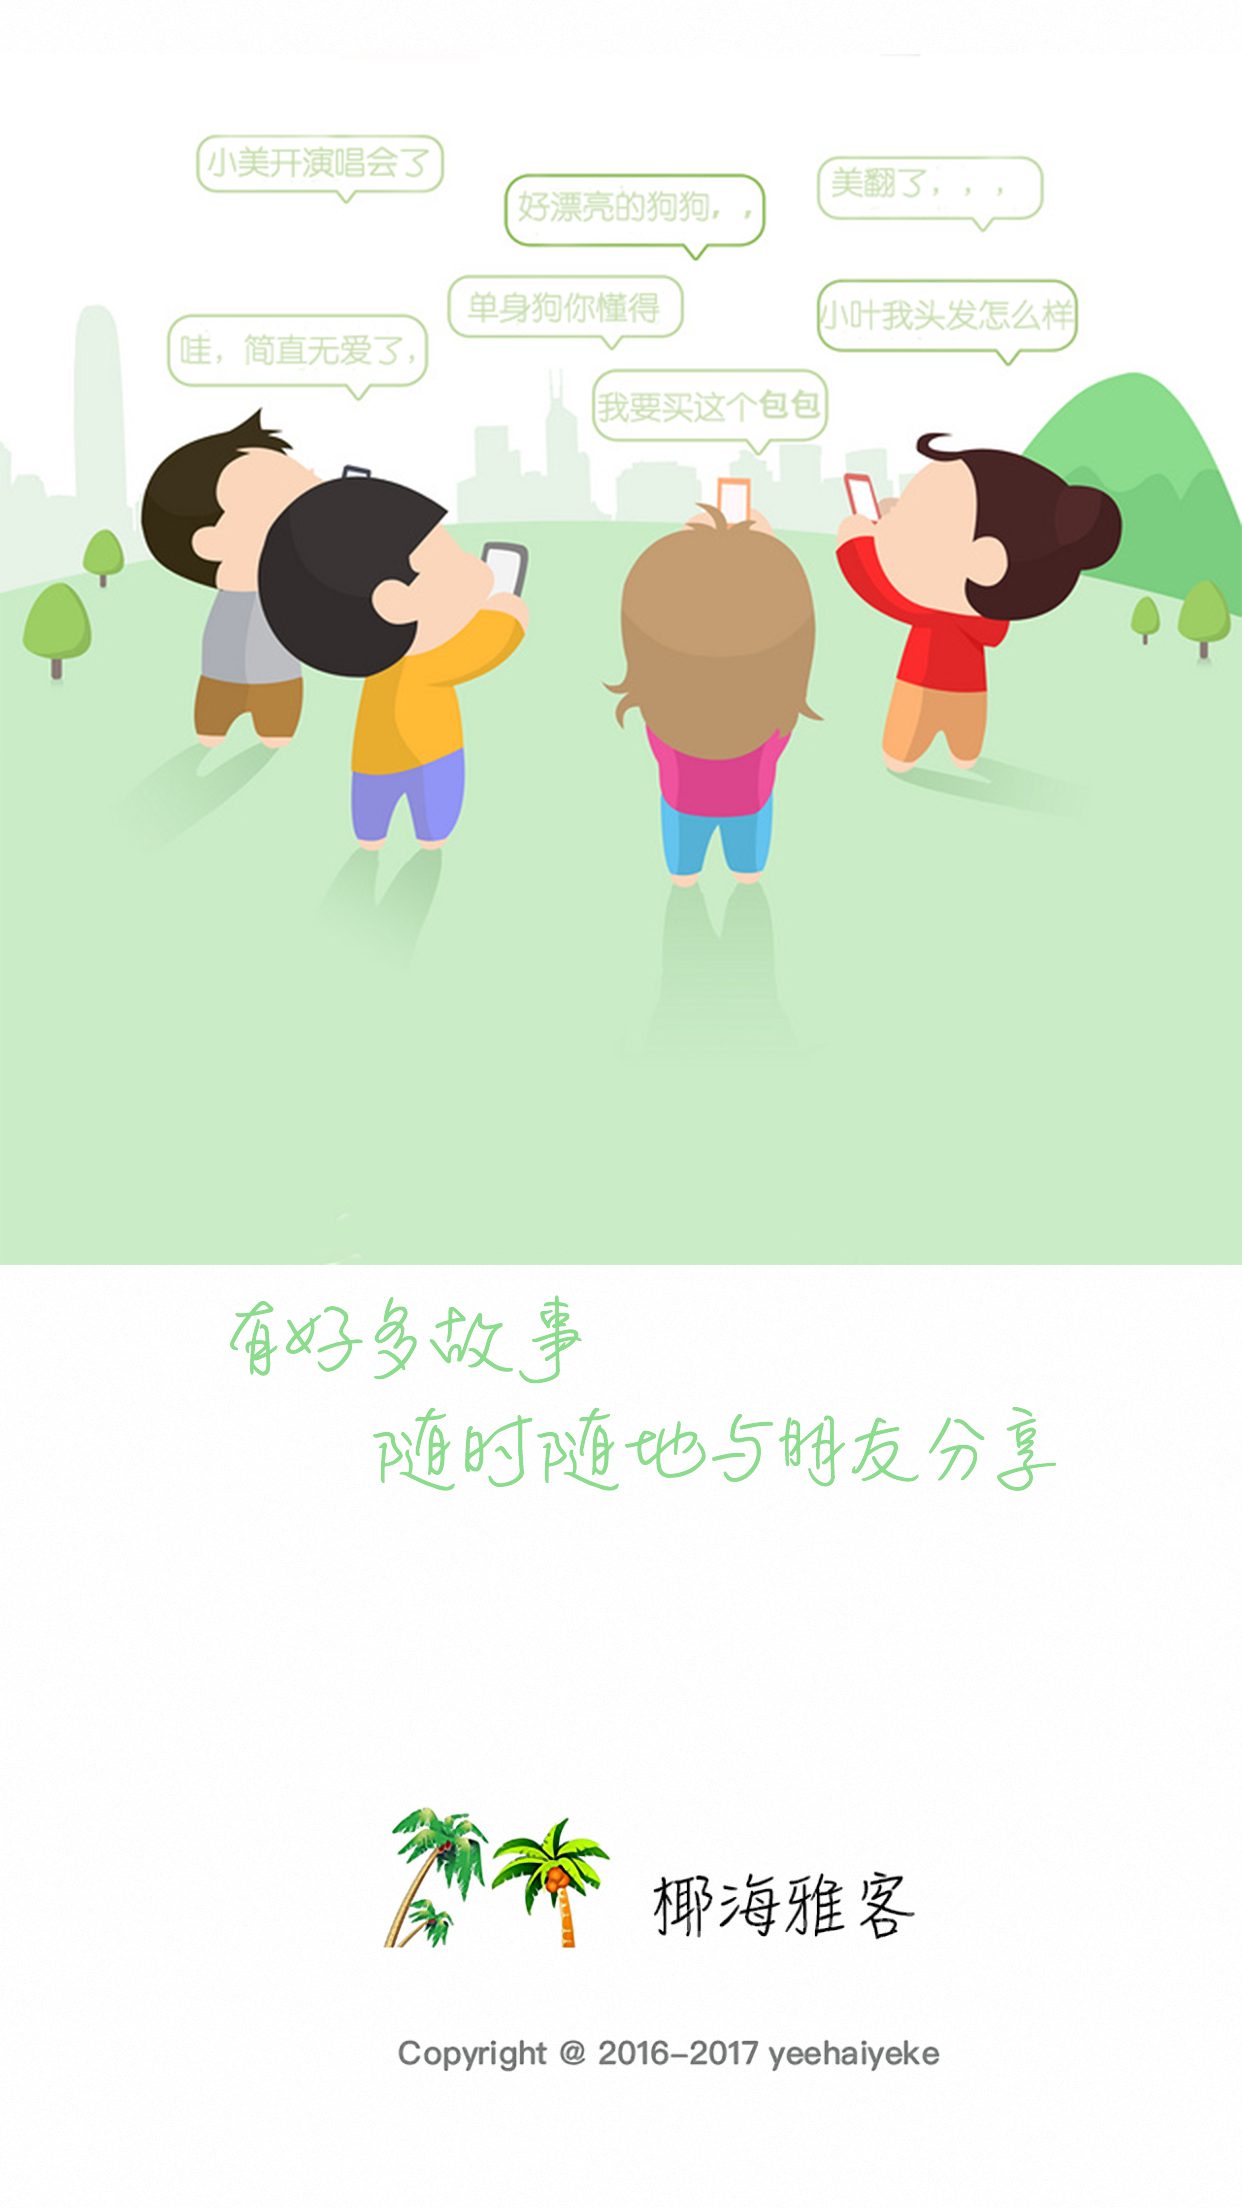 小美开演唱会了
好漂亮的狗狗，，
美翻了，，，
单身狗你懂得
小叶我头发怎么样
哇，简直无爱了，
我要买这个包包
有好多故事
随时随地与朋友分享
椰海雅客
Copyright @ 2016-2017 yeehaiyeke